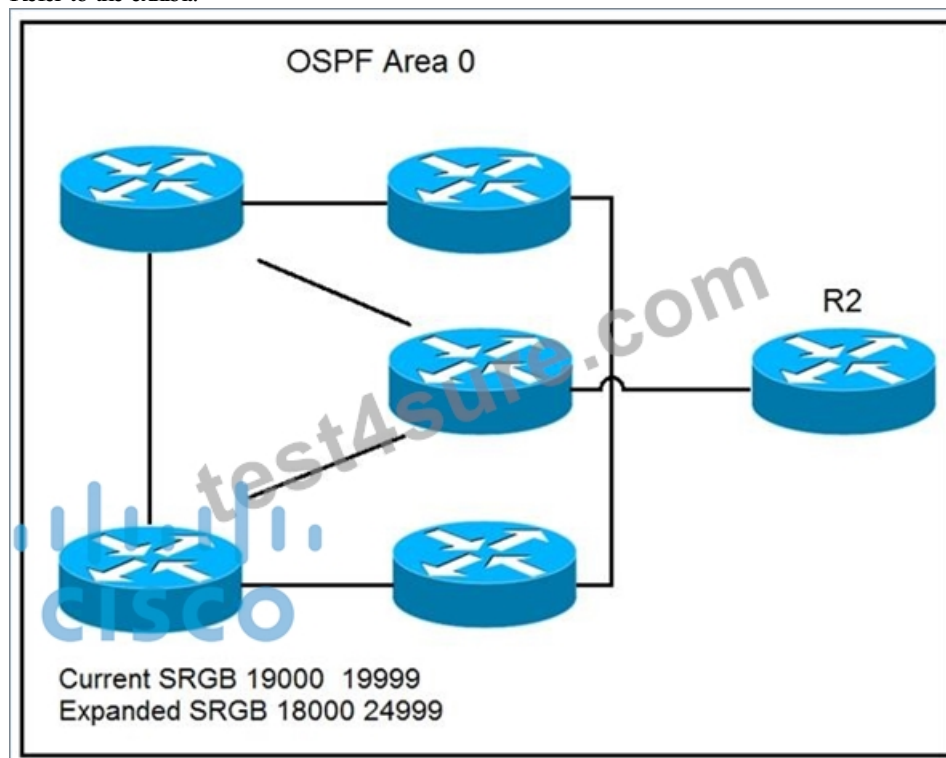 OSPF Area 0
R2
test4sure.com
CISCO
Current SRGB 19000 19999
Expanded SRGB 18000 24999